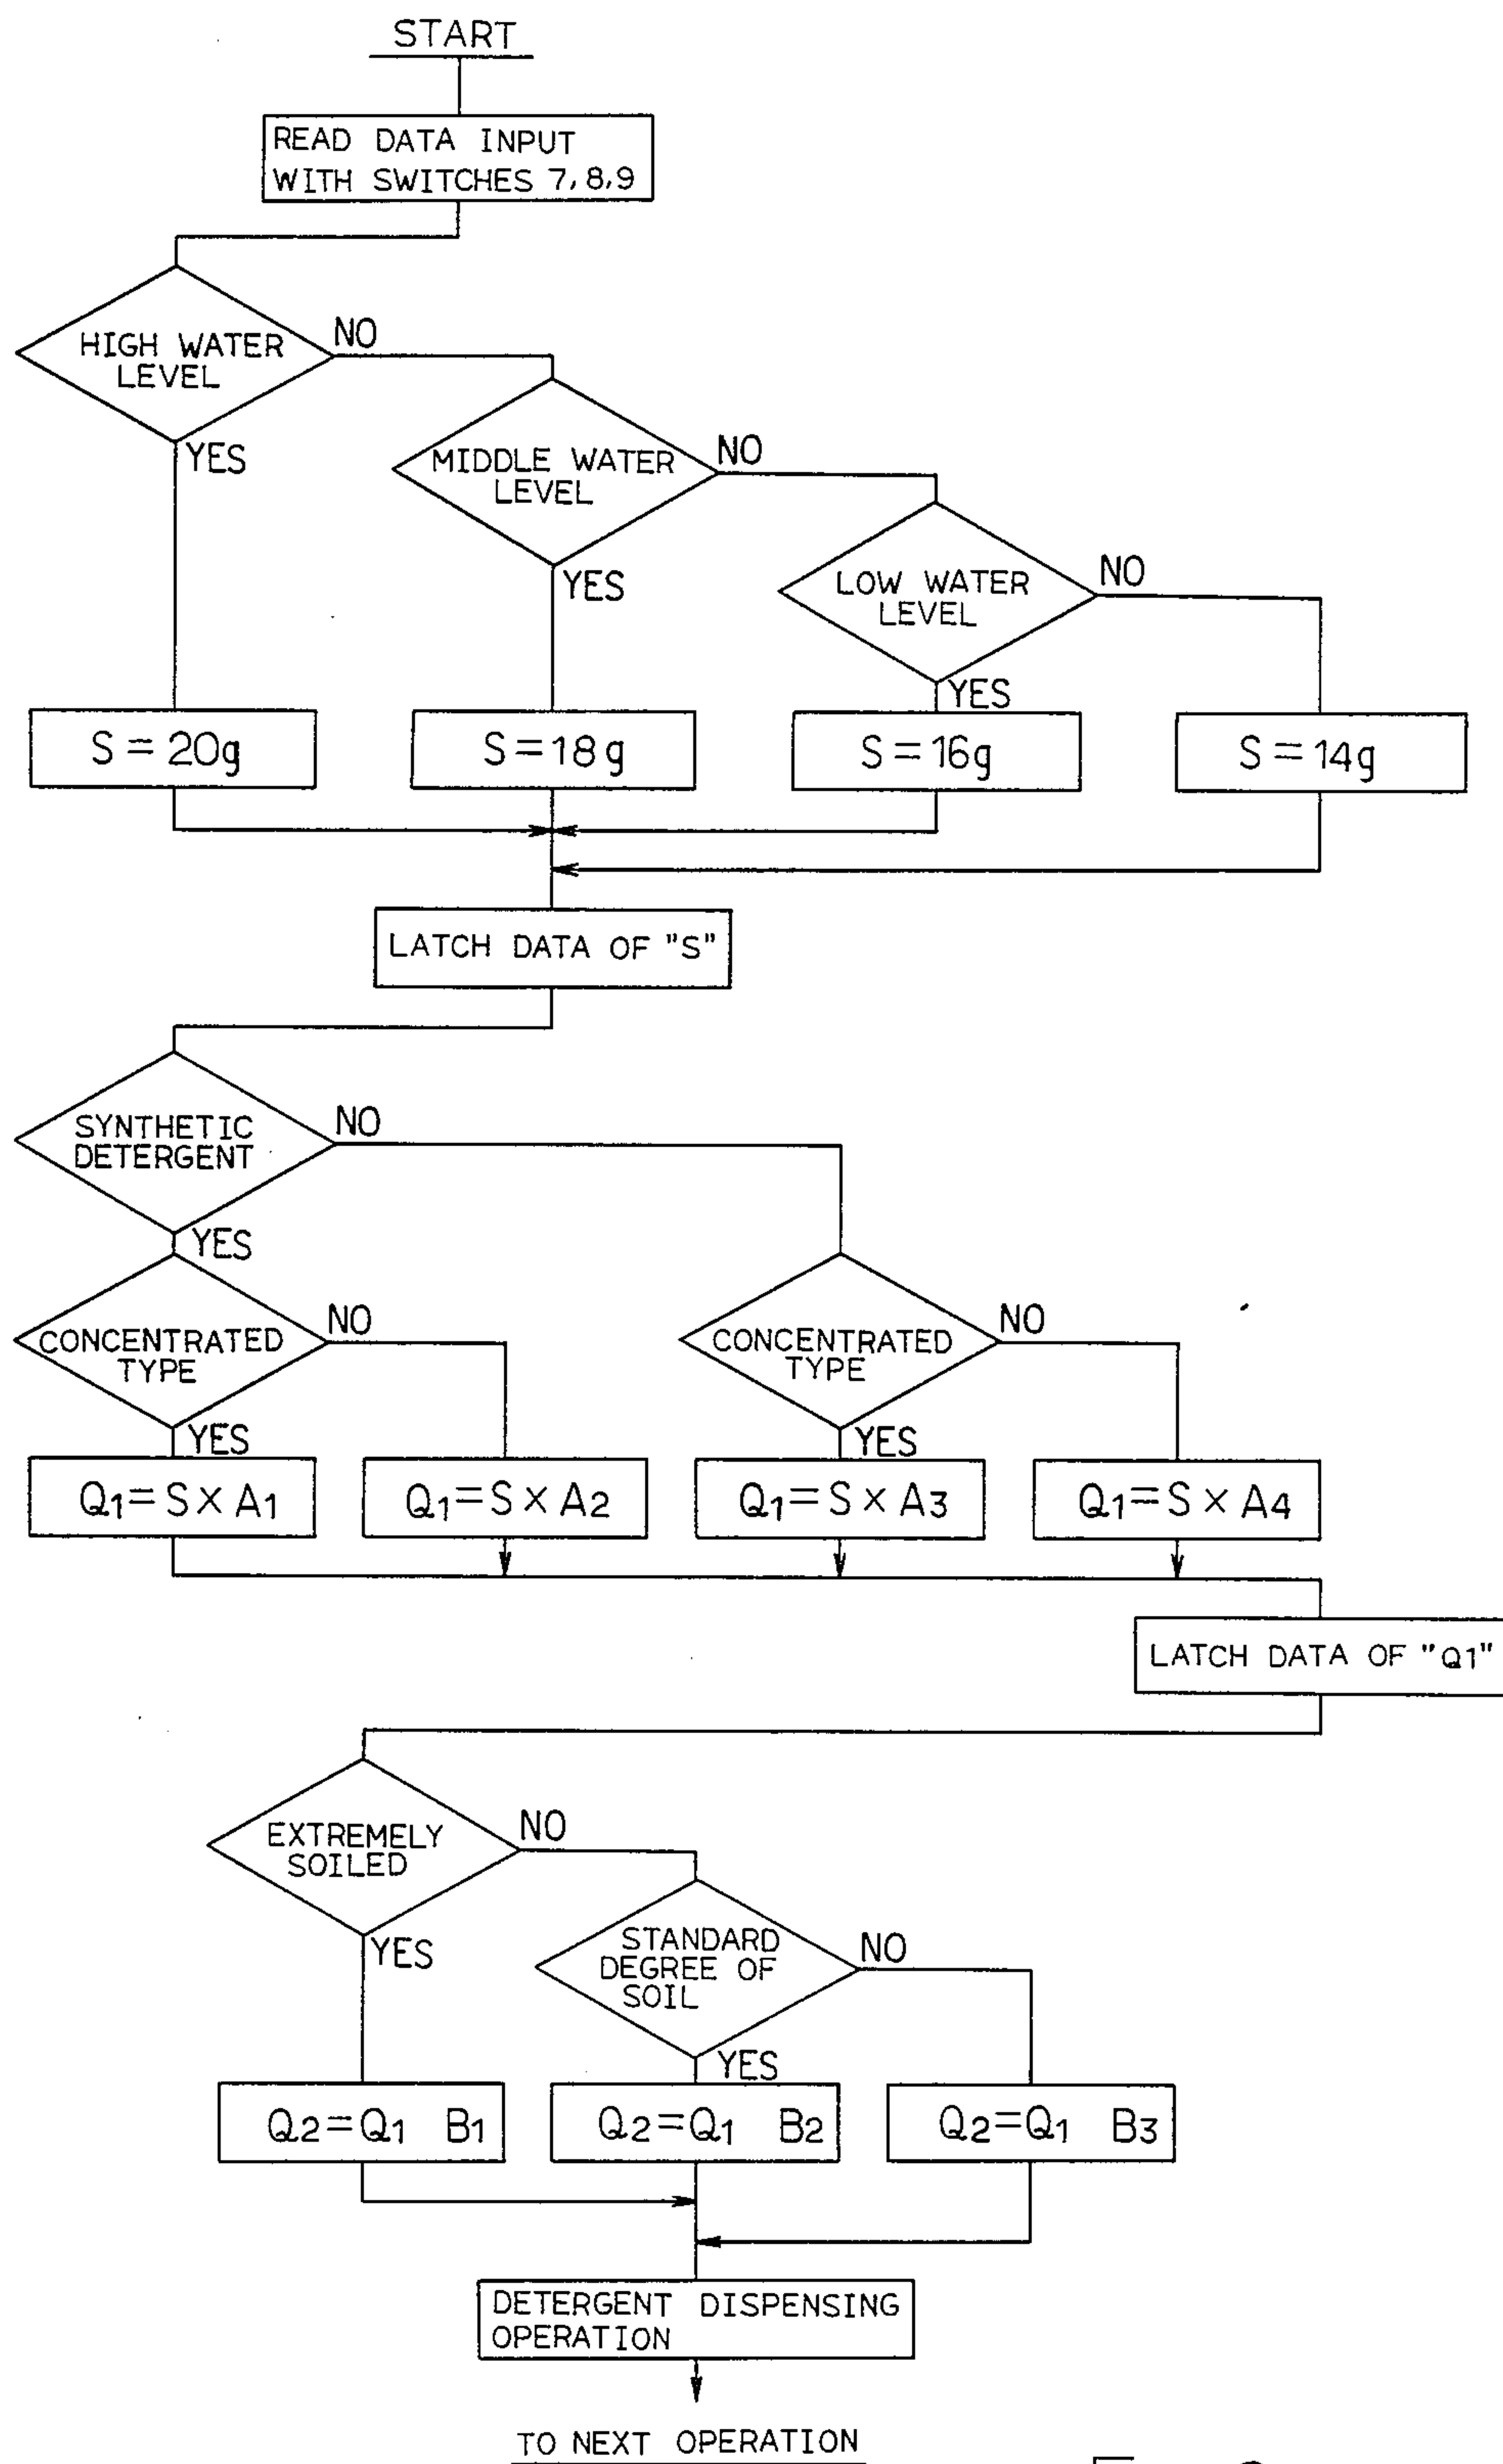 START
READ DATA INPUT
WITH SWITCHES 7,8,9
HIGH WATER
LEVEL
NO
YES
MIDDLE WATER
LEVEL
NO
YES
LOW WATER
LEVEL
NO
YES
S = 20g
S = 18g
S = 16g
S = 14g
LATCH DATA OF "S"
SYNTHETIC
DETERGENT
NO
YES
CONCENTRATED
TYPE
NO
YES
CONCENTRATED
TYPE
NO
YES
Q1 = S × A1
Q1 = S × A2
Q1 = S × A3
Q1 = S × A4
LATCH DATA OF "Q1"
EXTREMELY
SOILED
NO
YES
STANDARD
DEGREE OF
SOIL
NO
YES
Q2 = Q1 B1
Q2 = Q1 B2
Q2 = Q1 B3
DETERGENT DISPENSING
OPERATION
TO NEXT OPERATION